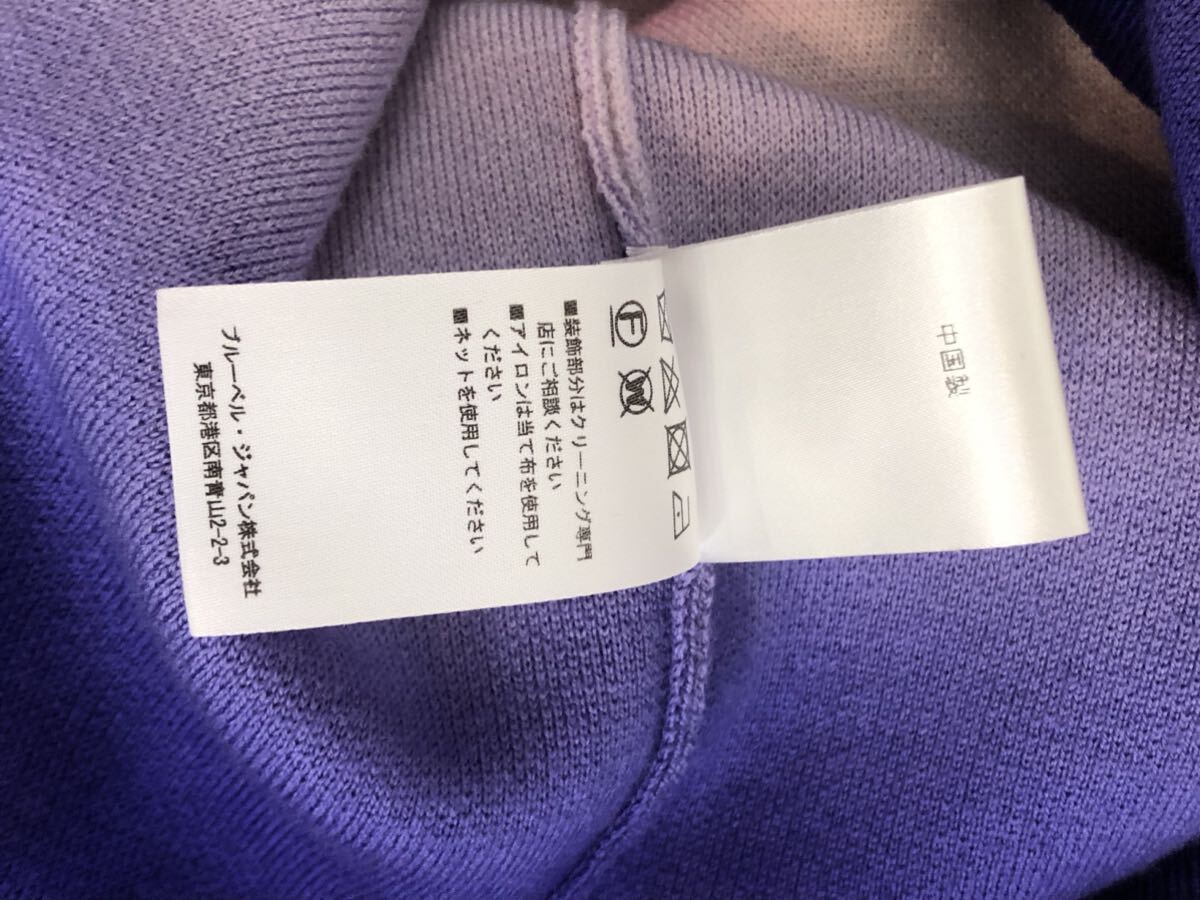 F W
■装飾部分はクリーニング専門
店にご相談ください
■アイロンは当て布を使用して
ください
■ネットを使用してください
ブルーベル・ジャパン株式会社
東京都港区南青山2-2-3
中国製